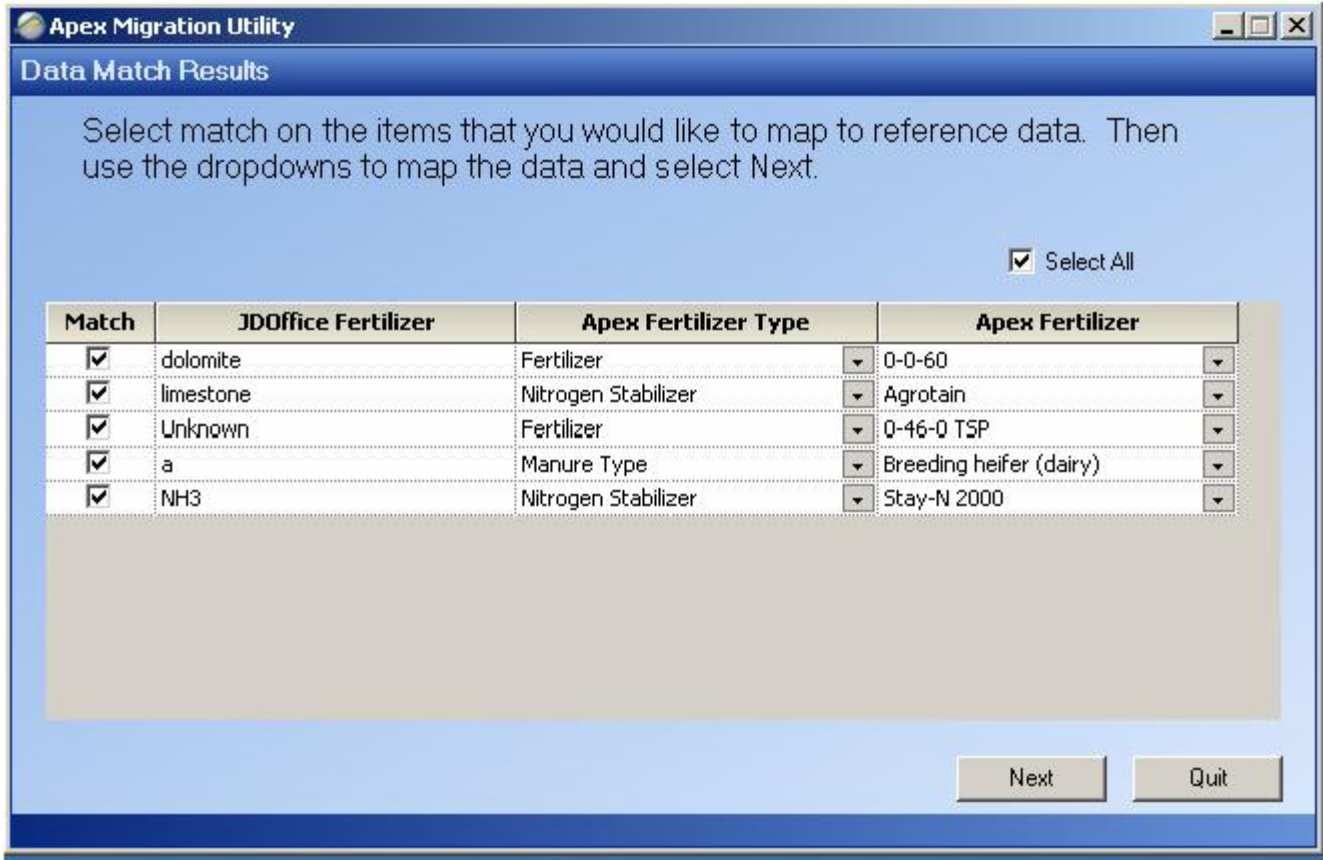 Apex Migration Utility
Data Match Results
Select match on the items that you would like to map to reference data. Then
use the dropdowns to map the data and select Next.
Select All
Match JDOffice Fertilizer Apex Fertilizer Type Apex Fertilizer
dolomite Fertilizer 0-0-60
limestone Nitrogen Stabilizer Agrotain
Unknown Fertilizer 0-46-0 TSP
a Manure Type Breeding heifer (dairy)
NH3 Nitrogen Stabilizer Stay-N 2000
Next Quit